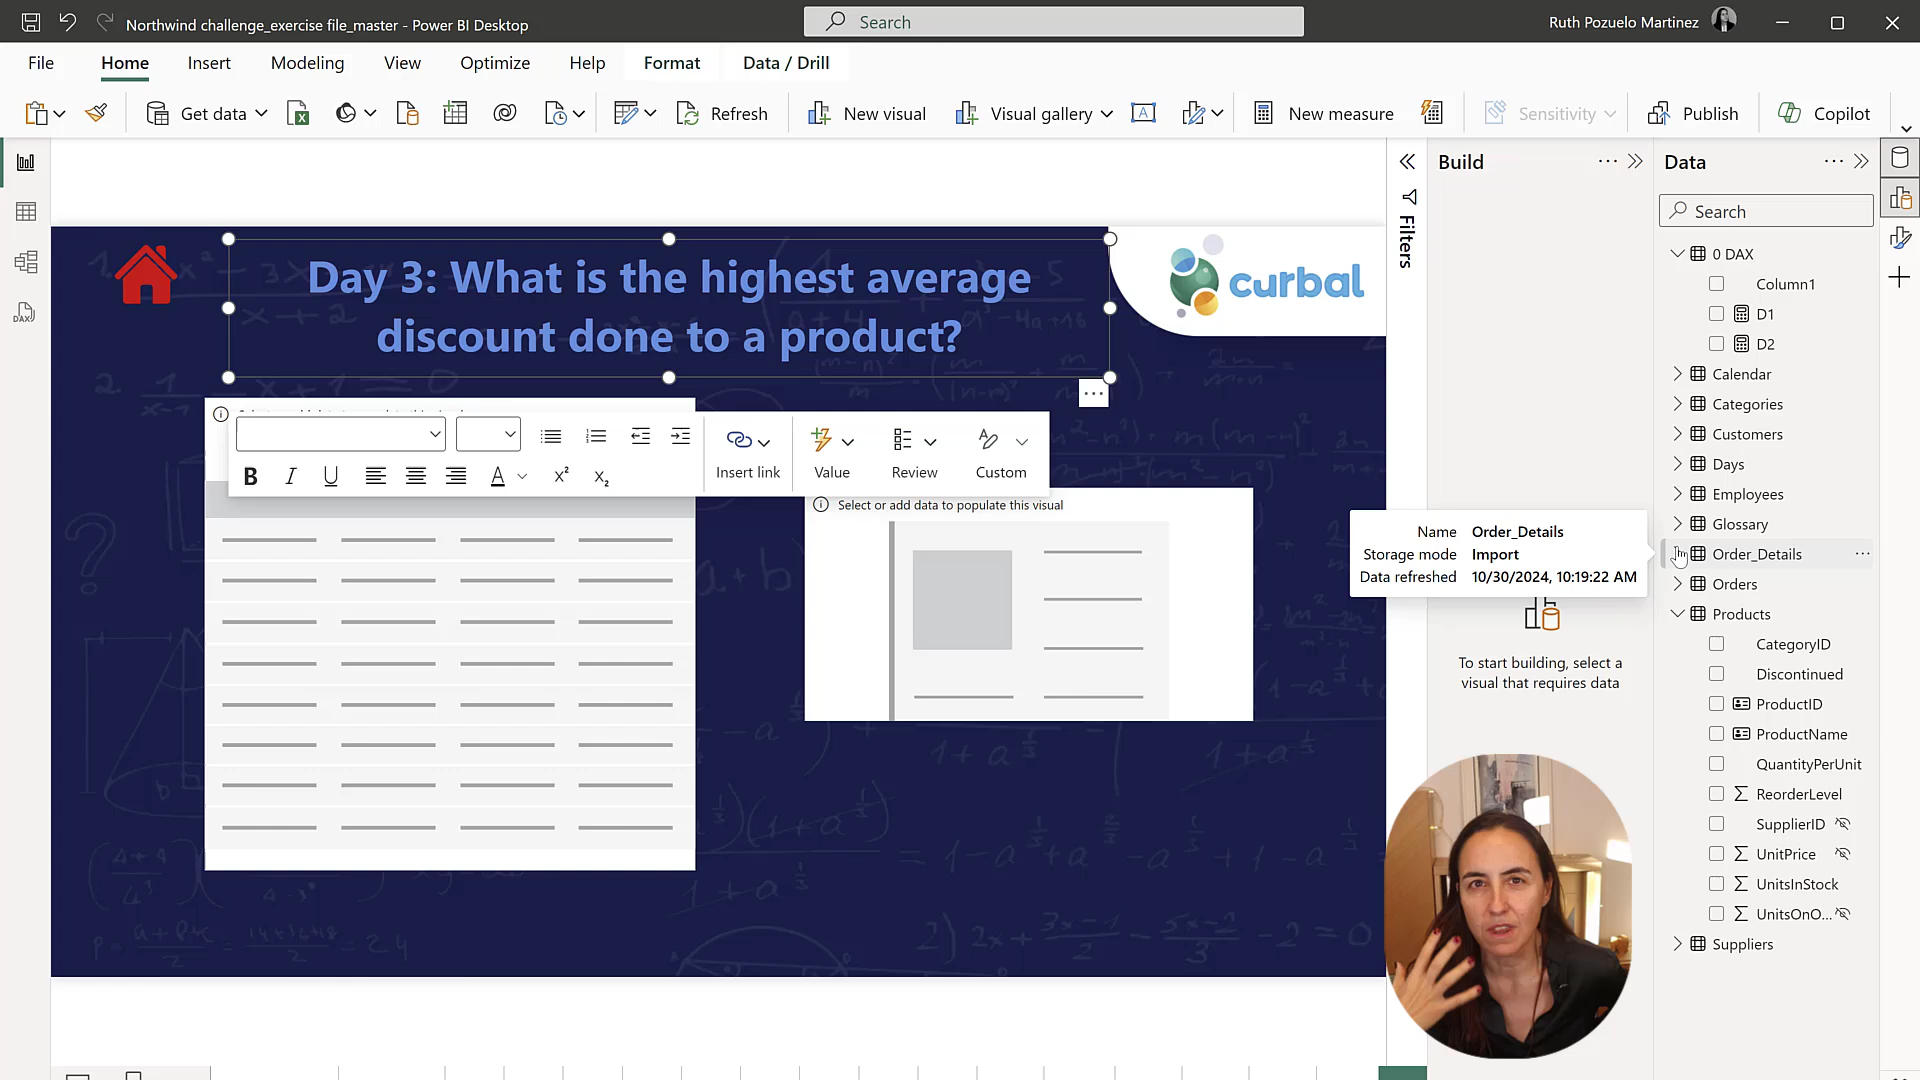 Northwind challenge_exercise file_master - Power BI Desktop
Search
Ruth Pozuelo Martinez
File
Home
Insert
Modeling
View
Optimize
Help
Format
Data / Drill
Get data
Refresh
New visual
Visual gallery
New measure
Sensitivity
Publish
Copilot
Build
Data
Search
Filters
Day 3: What is the highest average
discount done to a product?
curbal
Insert link
Value
Review
Custom
B I U
Select or add data to populate this visual
Name Order_Details
Storage mode Import
Data refreshed 10/30/2024, 10:19:22 AM
To start building, select a
visual that requires data
0 DAX
Column1
D1
D2
Calendar
Categories
Customers
Days
Employees
Glossary
Order_Details
Orders
Products
CategoryID
Discontinued
ProductID
ProductName
QuantityPerUnit
ReorderLevel
SupplierID
UnitPrice
UnitsInStock
UnitsOnO...
Suppliers